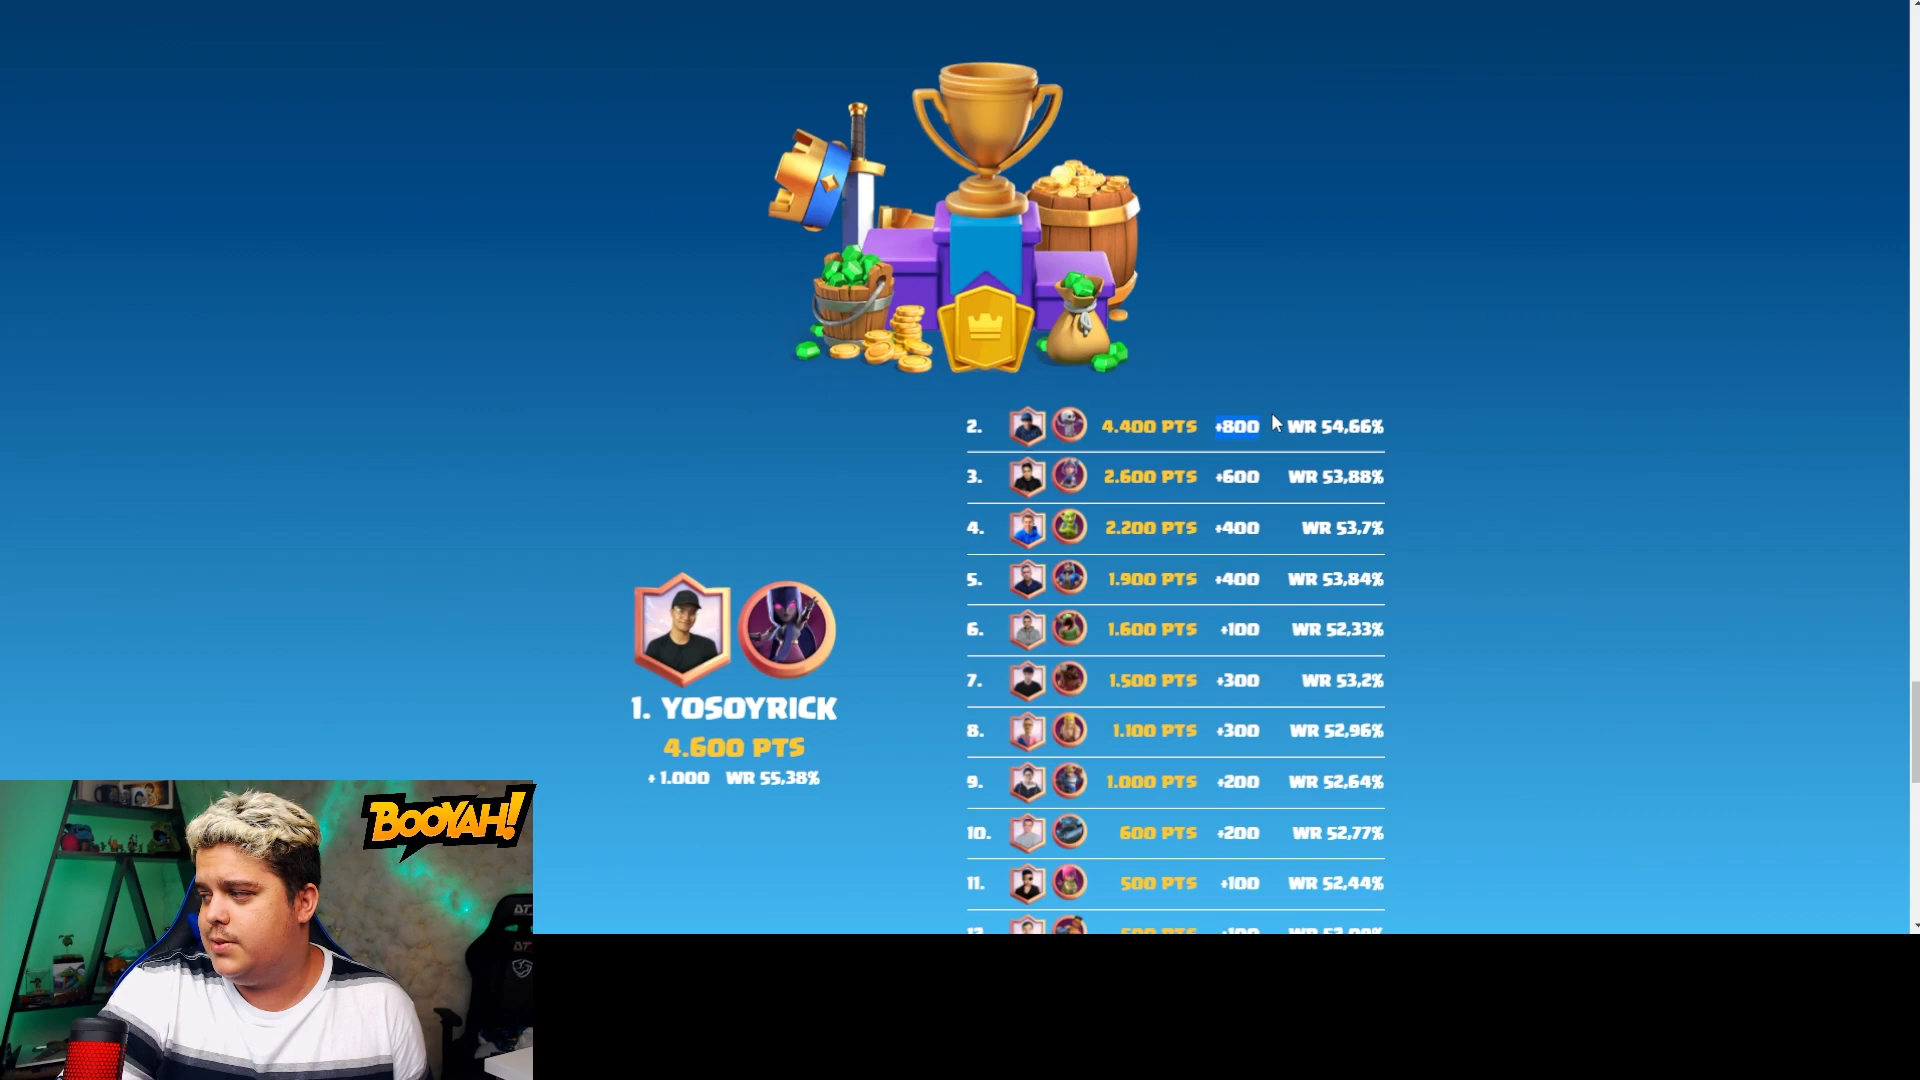 2. 4.400 PTS +800 WR 54,66%
3. 2.600 PTS +600 WR 53,88%
4. 2.200 PTS +400 WR 53,7%
5. 1.900 PTS +400 WR 53,84%
6. 1.600 PTS +100 WR 52,33%
7. 1.500 PTS +300 WR 53,2%
8. 1.100 PTS +300 WR 52,96%
9. 1.000 PTS +200 WR 52,64%
10. 600 PTS +200 WR 52,77%
11. 500 PTS +100 WR 52,44%
1. YOSOYRICK
4.600 PTS
+1.000 WR 55,38%
BOOYAH!